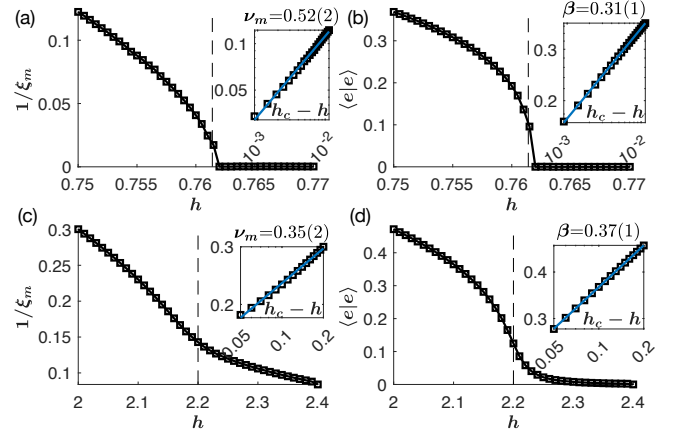 (a)
ν_m=0.52(2)
0.1
0.05
h_c − h
10^-3
10^-2
1/ξ_m
0.1
0.05
0
0.75
0.755
0.76
0.765
0.77
h
(b)
β=0.31(1)
0.3
0.2
h_c − h
10^-3
10^-2
⟨e|e⟩
0.3
0.2
0.1
0
0.75
0.755
0.76
0.765
0.77
h
(c)
ν_m=0.35(2)
0.3
0.2
h_c − h
0.05
0.1
0.2
1/ξ_m
0.3
0.25
0.2
0.15
0.1
2
2.1
2.2
2.3
2.4
h
(d)
β=0.37(1)
0.4
0.3
h_c − h
0.05
0.1
0.2
⟨e|e⟩
0.4
0.3
0.2
0.1
0
2
2.1
2.2
2.3
2.4
h